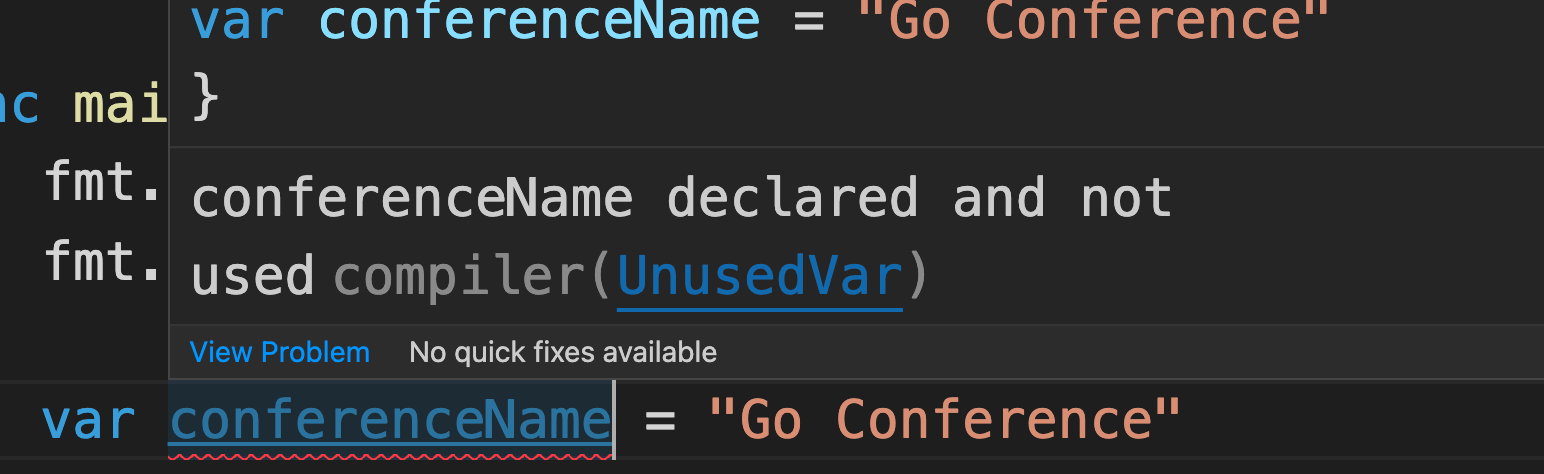 var conferenceName = "Go Conference"
}
nc mai
fmt.
conferenceName declared and not
fmt.
used compiler(UnusedVar)
View Problem No quick fixes available
var conferenceName = "Go Conference"